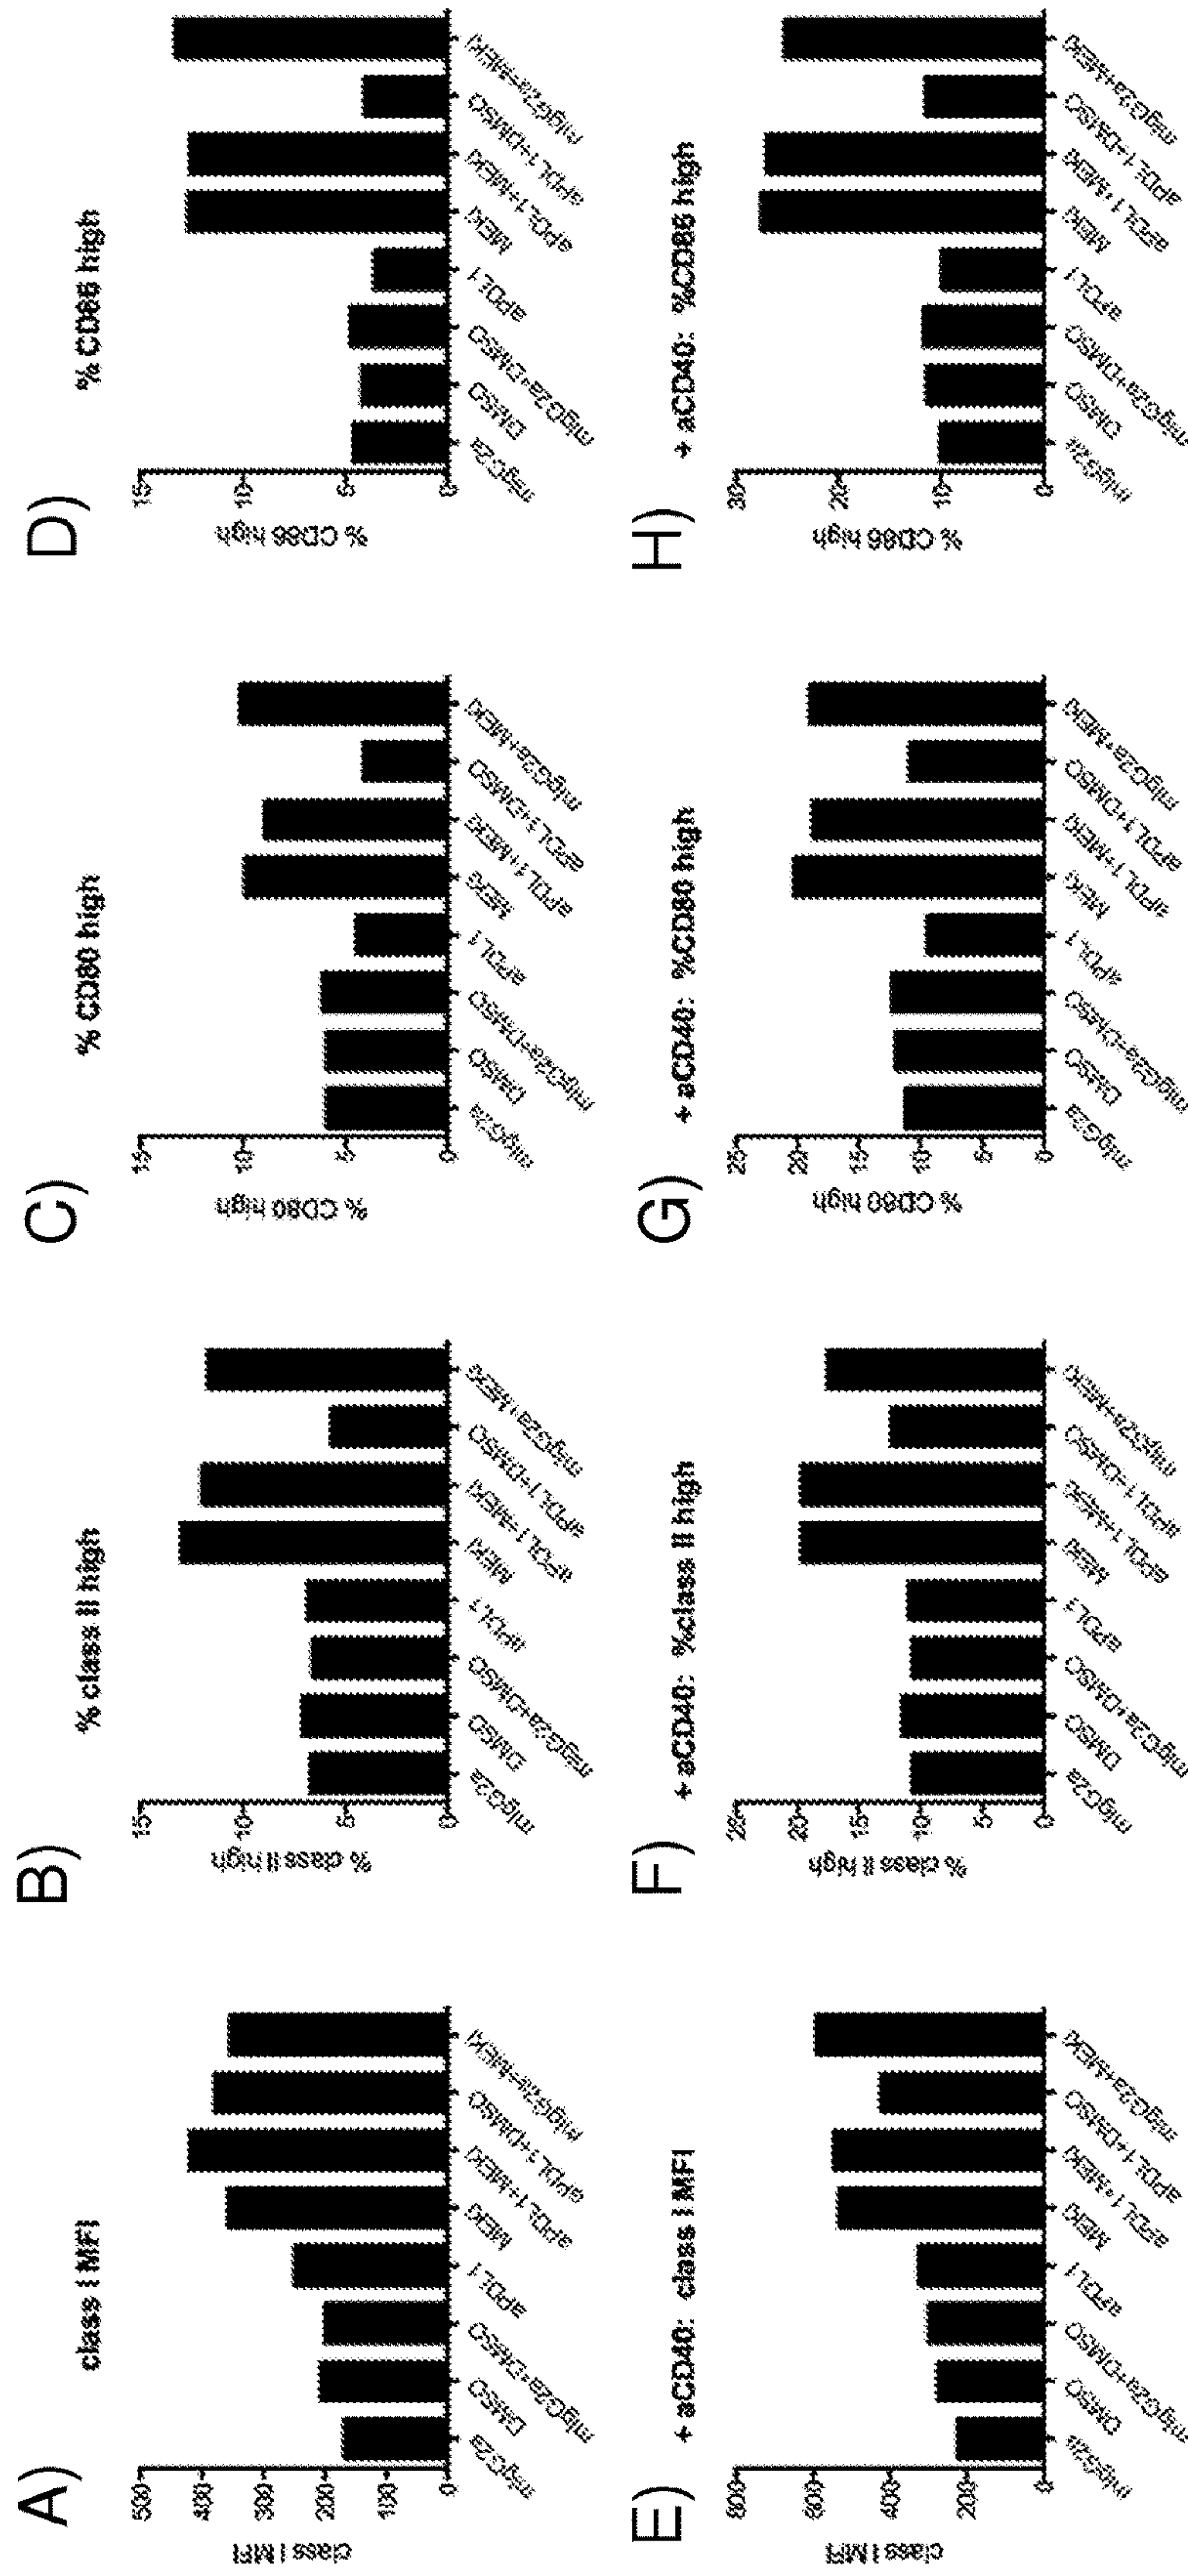 A)
class I MFI
class I MFI
500
400
300
200
100
0
mIgG2a
DMSO
mIgG2a+DMSO
aPDL1
MEKi
aPDL1+MEKi
aPDL1+DMSO
mIgG2a+MEKi
B)
% class II high
% class II high
15
10
5
0
mIgG2a
DMSO
mIgG2a+DMSO
aPDL1
MEKi
aPDL1+MEKi
aPDL1+DMSO
mIgG2a+MEKi
C)
% CD80 high
% CD80 high
15
10
5
0
mIgG2a
DMSO
mIgG2a+DMSO
aPDL1
MEKi
aPDL1+MEKi
aPDL1+DMSO
mIgG2a+MEKi
D)
% CD86 high
% CD86 high
15
10
5
0
mIgG2a
DMSO
mIgG2a+DMSO
aPDL1
MEKi
aPDL1+MEKi
aPDL1+DMSO
mIgG2a+MEKi
E)
+ aCD40: class I MFI
class I MFI
800
600
400
200
0
mIgG2a
DMSO
mIgG2a+DMSO
aPDL1
MEKi
aPDL1+MEKi
aPDL1+DMSO
mIgG2a+MEKi
F)
+ aCD40: %class II high
% class II high
25
20
15
10
5
0
mIgG2a
DMSO
mIgG2a+DMSO
aPDL1
MEKi
aPDL1+MEKi
aPDL1+DMSO
mIgG2a+MEKi
G)
+ aCD40: %CD80 high
% CD80 high
25
20
15
10
5
0
mIgG2a
DMSO
mIgG2a+DMSO
aPDL1
MEKi
aPDL1+MEKi
aPDL1+DMSO
mIgG2a+MEKi
H)
+ aCD40: %CD86 high
% CD86 high
30
20
10
0
mIgG2a
DMSO
mIgG2a+DMSO
aPDL1
MEKi
aPDL1+MEKi
aPDL1+DMSO
mIgG2a+MEKi